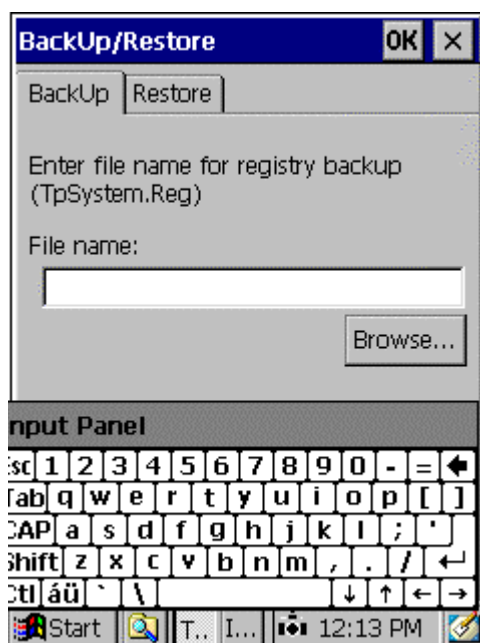 BackUp/Restore OK ×
BackUp Restore
Enter file name for registry backup
(TpSystem.Reg)
File name:
Browse...
nput Panel
sc 1 2 3 4 5 6 7 8 9 0 - =
Tab q w e r t y u i o p [ ]
CAP a s d f g h j k l ; '
Shift z x c v b n m , . /
Ctl áü ` \
Start T.. I... 12:13 PM